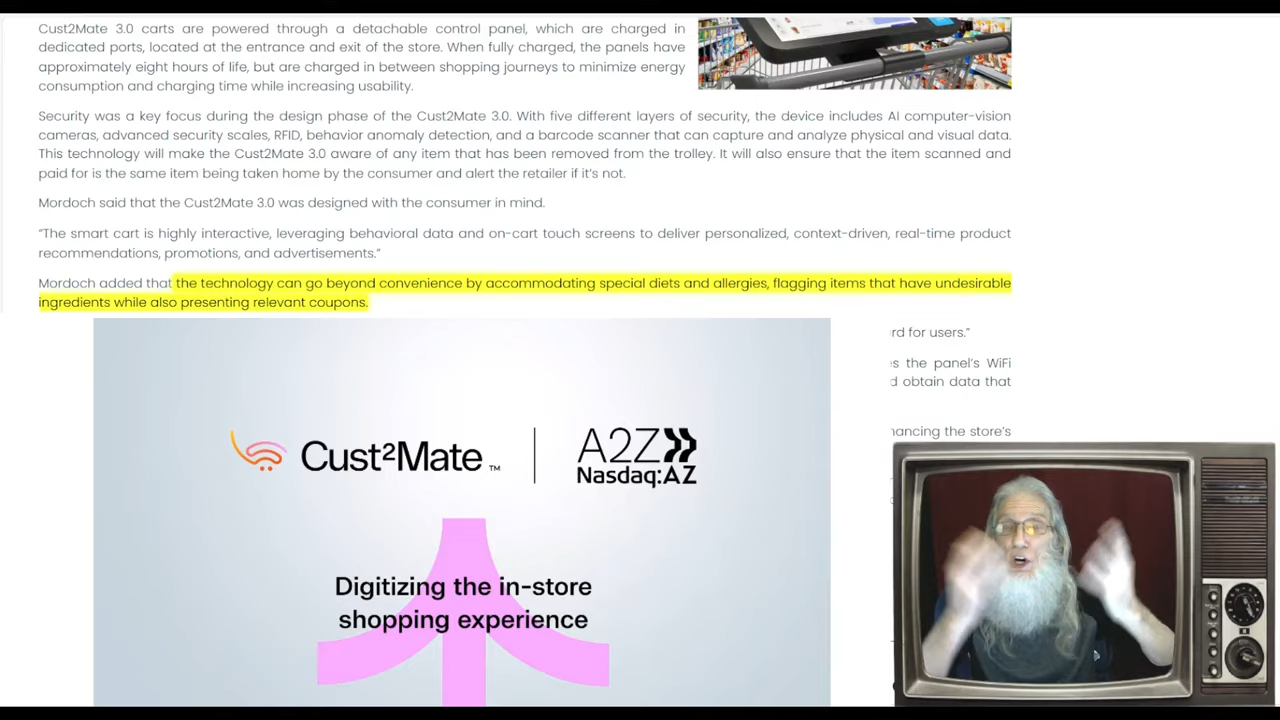 Cust2Mate 3.0 carts are powered through a detachable control panel, which are charged in
dedicated ports, located at the entrance and exit of the store. When fully charged, the panels have
approximately eight hours of life, but are charged in between shopping journeys to minimize energy
consumption and charging time while increasing usability.
Security was a key focus during the design phase of the Cust2Mate 3.0. With five different layers of security, the device includes AI computer-vision
cameras, advanced security scales, RFID, behavior anomaly detection, and a barcode scanner that can capture and analyze physical and visual data.
This technology will make the Cust2Mate 3.0 aware of any item that has been removed from the trolley. It will also ensure that the item scanned and
paid for is the same item being taken home by the consumer and alert the retailer if it's not.
Mordoch said that the Cust2Mate 3.0 was designed with the consumer in mind.
“The smart cart is highly interactive, leveraging behavioral data and on-cart touch screens to deliver personalized, context-driven, real-time product
recommendations, promotions, and advertisements.”
Mordoch added that the technology can go beyond convenience by accommodating special diets and allergies, flagging items that have undesirable
ingredients while also presenting relevant coupons.
rd for users.”
es the panel's WiFi
d obtain data that
nancing the store's
Cust²Mate ™
A2Z
Nasdaq:AZ
Digitizing the in-store
shopping experience